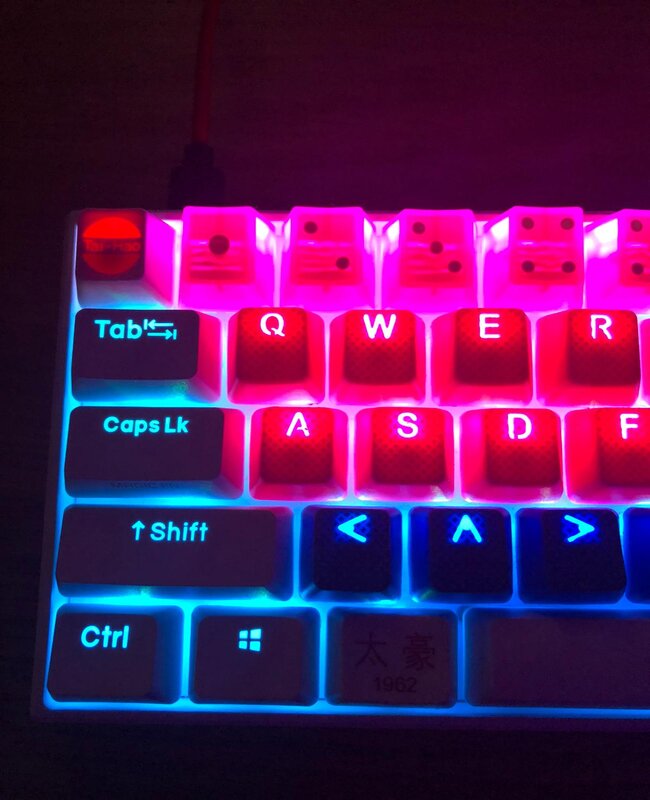 Tab
Q W E R
Caps Lk
A S D F
↑ Shift
< ∧ >
Ctrl
太豪
1962